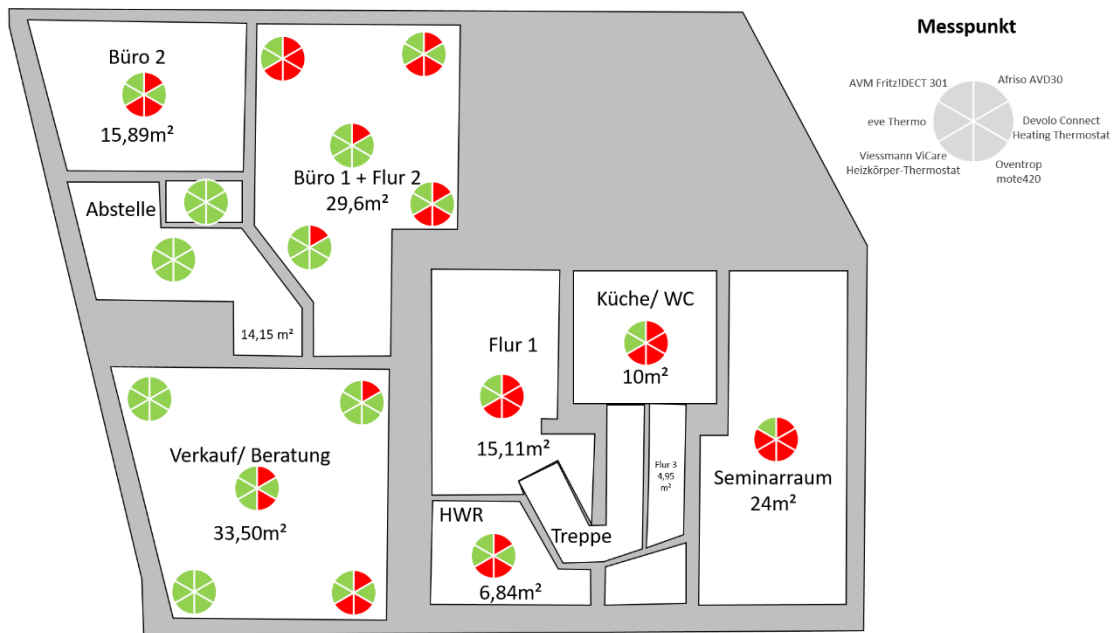 Messpunkt
AVM Fritz!DECT 301
Afriso AVD30
eve Thermo
Devolo Connect
Heating Thermostat
Viessmann ViCare
Heizkörper-Thermostat
Oventrop
mote420
Büro 2
15,89m²
Büro 1 + Flur 2
29,6m²
Abstelle
14,15 m²
Verkauf/ Beratung
33,50m²
Flur 1
15,11m²
Küche/ WC
10m²
Flur 3
4,95
m²
Seminarraum
24m²
HWR
6,84m²
Treppe